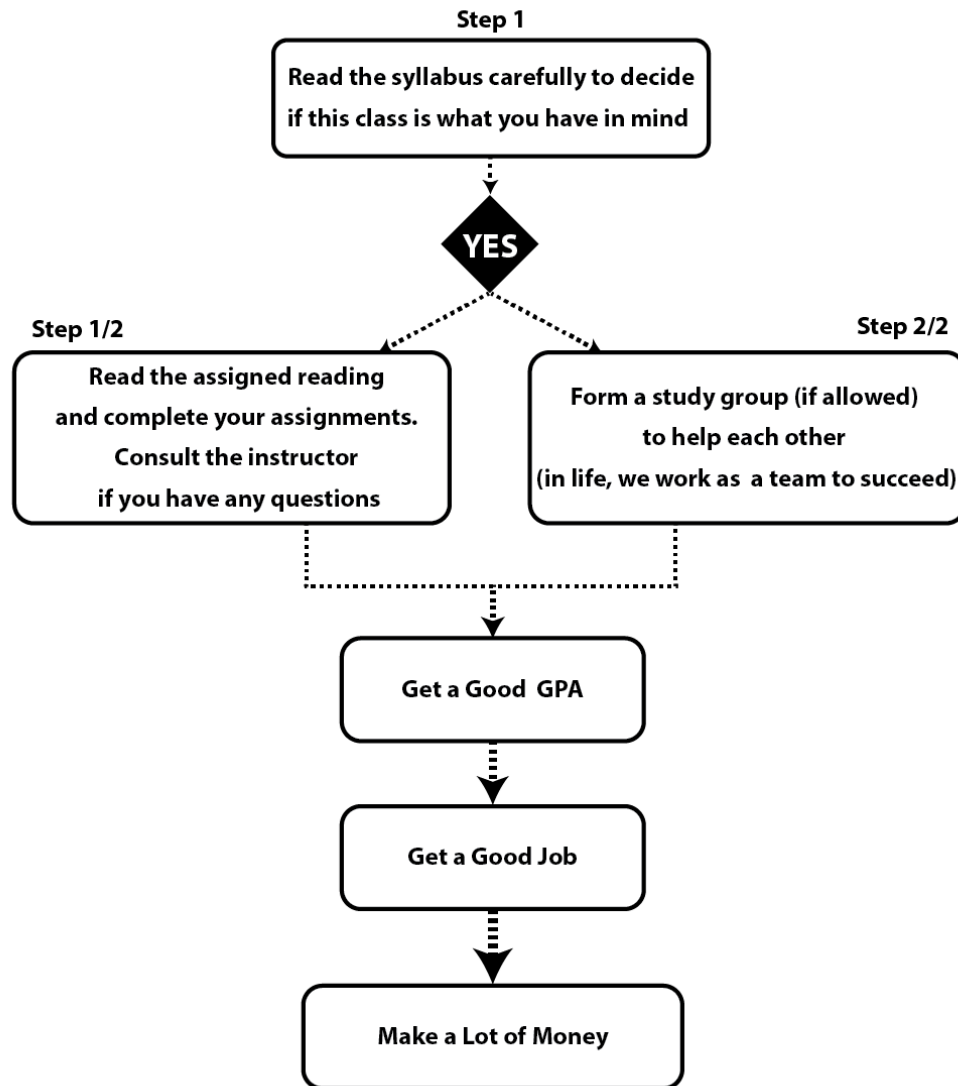 Step 1
Read the syllabus carefully to decide
if this class is what you have in mind
YES
Step 1/2
Read the assigned reading
and complete your assignments.
Consult the instructor
if you have any questions
Step 2/2
Form a study group (if allowed)
to help each other
(in life, we work as  a team to succeed)
Get a Good  GPA
Get a Good Job
Make a Lot of Money